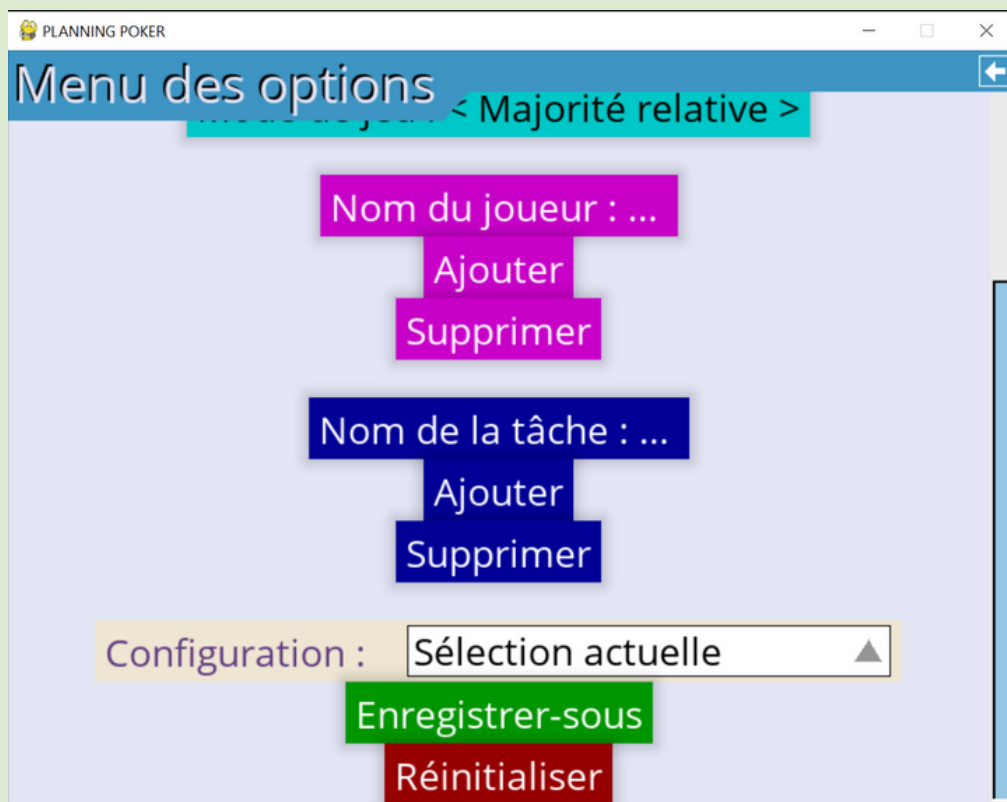 PLANNING POKER
Menu des options
< Majorité relative >
Nom du joueur : ...
Ajouter
Supprimer
Nom de la tâche : ...
Ajouter
Supprimer
Configuration : Sélection actuelle
Enregistrer-sous
Réinitialiser